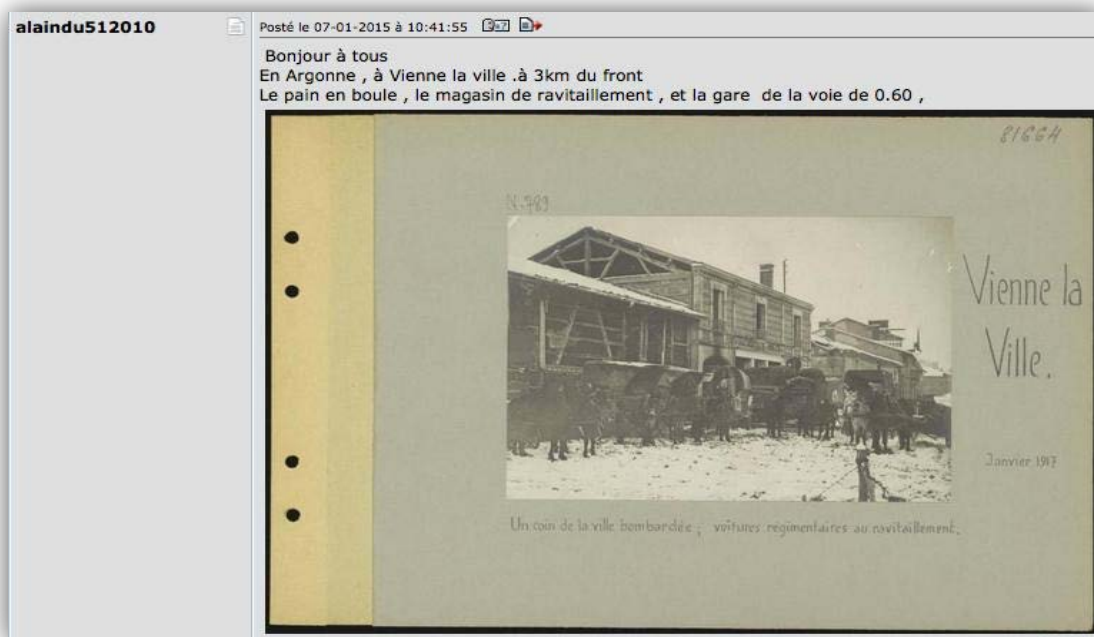 alaindu512010
Posté le 07-01-2015 à 10:41:55
Bonjour à tous
En Argonne , à Vienne la ville .à 3km du front
Le pain en boule , le magasin de ravitaillement , et la gare de la voie de 0.60 ,
81664
N.789
Vienne la
Ville.
Janvier 1917
Un coin de la ville bombardée ; voitures régimentaires au ravitaillement.